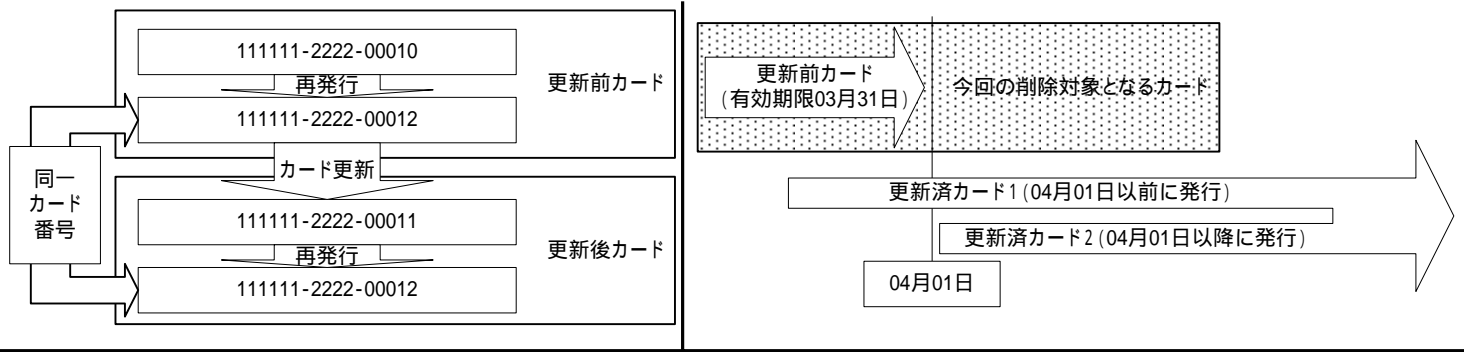 111111-2222-00010
再発行
111111-2222-00012
更新前カード
カード更新
同一
カード
番号
111111-2222-00011
再発行
111111-2222-00012
更新後カード
更新前カード
(有効期限03月31日)
今回の削除対象となるカード
更新済カード1(04月01日以前に発行)
更新済カード2(04月01日以降に発行)
04月01日